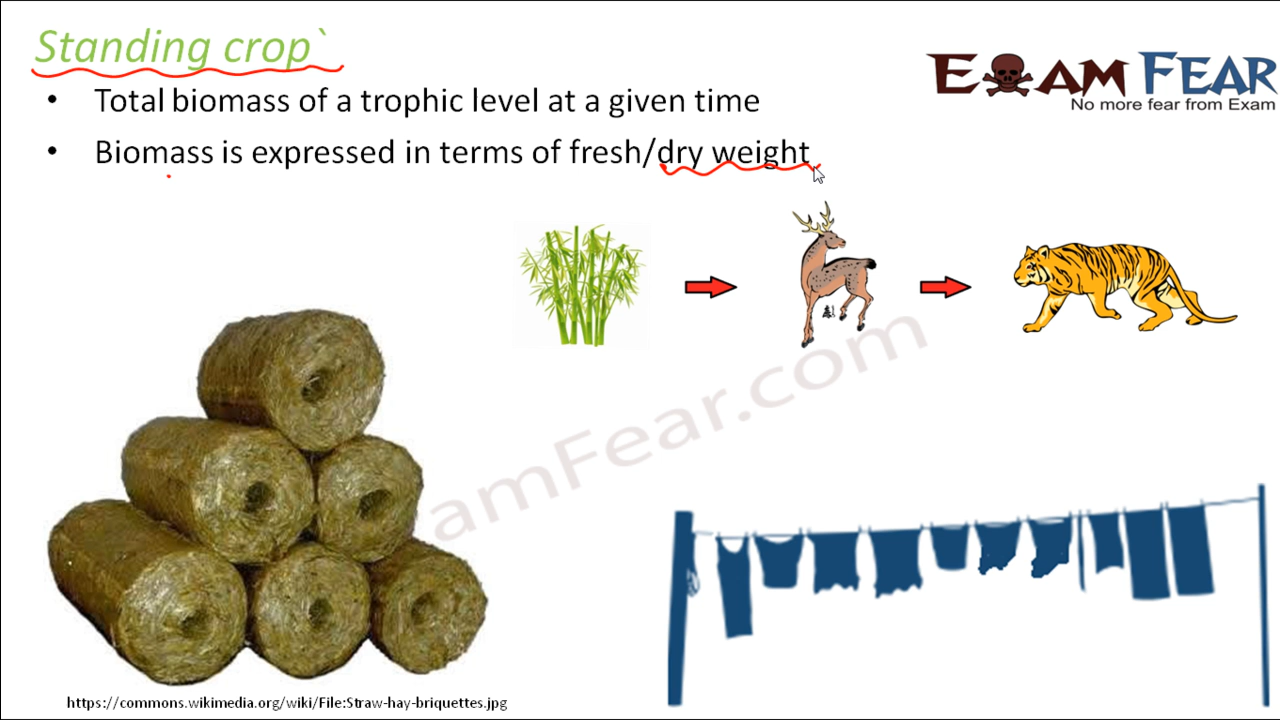 Standing crop`
• Total biomass of a trophic level at a given time
• Biomass is expressed in terms of fresh/dry weight
EXAM FEAR
No more fear from Exam
amFear.com
https://commons.wikimedia.org/wiki/File:Straw-hay-briquettes.jpg